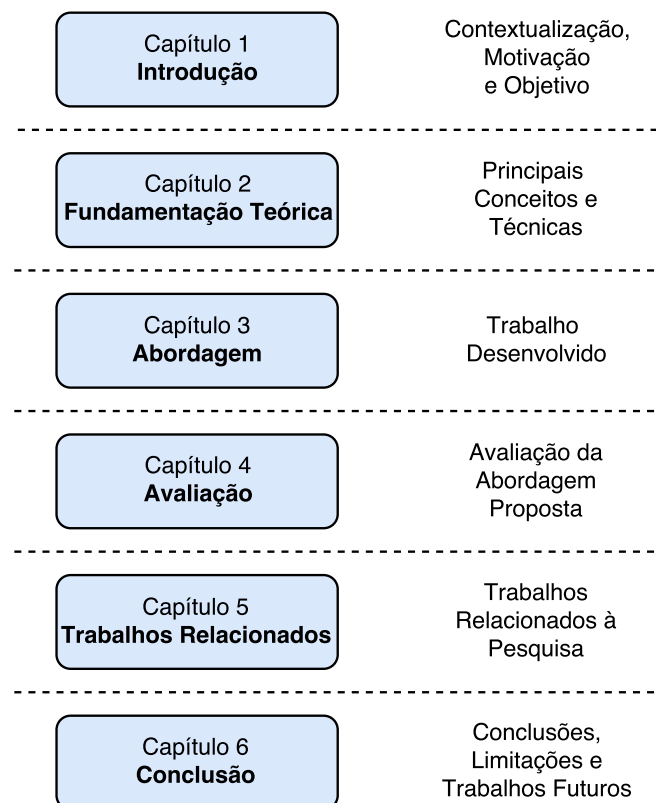 Capítulo 1
Introdução
Contextualização,
Motivação
e Objetivo
Capítulo 2
Fundamentação Teórica
Principais
Conceitos e
Técnicas
Capítulo 3
Abordagem
Trabalho
Desenvolvido
Capítulo 4
Avaliação
Avaliação da
Abordagem
Proposta
Capítulo 5
Trabalhos Relacionados
Trabalhos
Relacionados à
Pesquisa
Capítulo 6
Conclusão
Conclusões,
Limitações e
Trabalhos Futuros